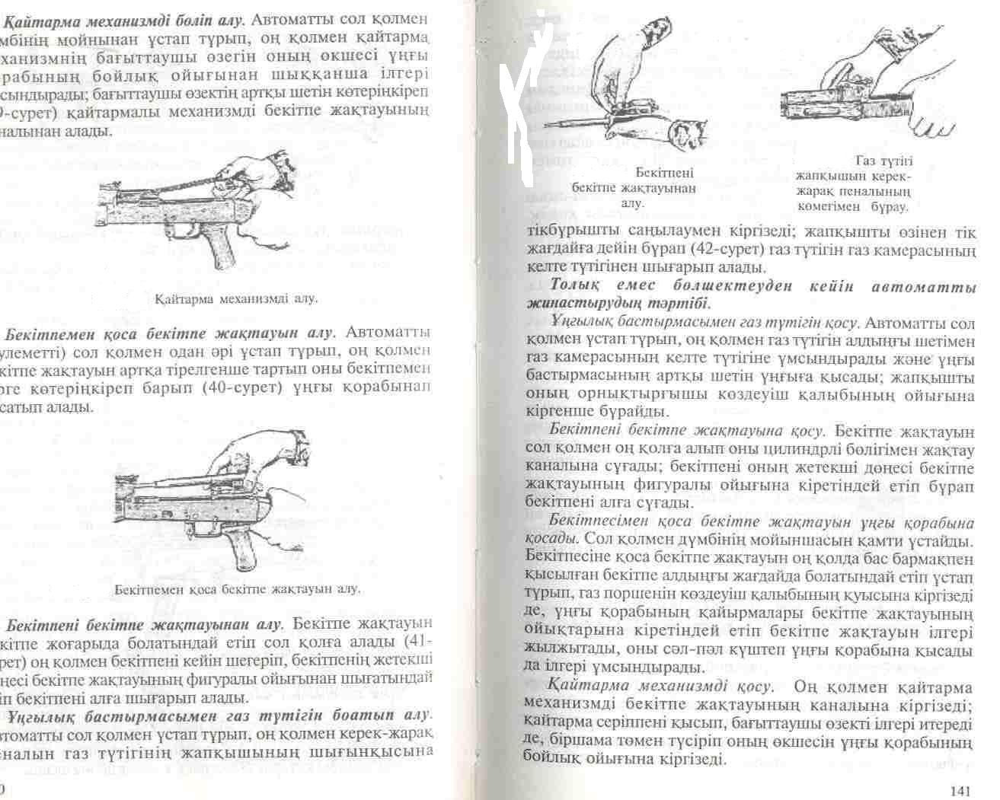 Қайтарма механизмді бөліп алу. Автоматты сол қолмен
мбінің мойнынан ұстап тұрып, оң қолмен қайтарма
ханизмнің бағыттаушы өзегін оның өкшесі ұңғы
рабының бойлық ойығынан шыққанша ілгері
сындырады; бағыттаушы өзектің артқы шетін көтеріңкіреп
9-сурет) қайтармалы механизмді бекітпе жақтауының
налынан алады.
Қайтарма механизмді алу.
Бекітпемен қоса бекітпе жақтауын алу. Автоматты
улеметті) сол қолмен одан әрі ұстап тұрып, оң қолмен
кітпе жақтауын артқа тірелгенше тартып оны бекітпемен
рге көтеріңкіреп барып (40-сурет) ұңғы қорабынан
сатып алады.
Бекітпемен қоса бекітпе жақтауын алу.
Бекітпені бекітпе жақтауынан алу. Бекітпе жақтауын
кітпе жоғарыда болатындай етіп сол қолға алады (41-
рет) оң қолмен бекітпені кейін шегеріп, бекітпенің жетекші
ңесі бекітпе жақтауының фигуралы ойығынан шығатындай
іп бекітпені алға шығарып алады.
Ұңғылық бастырмасымен газ түтігін боатып алу.
втоматты сол қолмен ұстап тұрып, оң қолмен керек-жарақ
еналын газ түтігінің жапқышының шығыңқысына
0
Бекітпені
бекітпе жақтауынан
алу.
Газ түтігі
жапқышын керек-
жарақ пеналының
көмегімен бұрау.
тікбұрышты саңылаумен кіргізеді; жапқышты өзінен тік
жағдайға дейін бұрап (42-сурет) газ түтігін газ камерасының
келте түтігінен шығарып алады.
Толық емес бөлшектеуден кейін автоматты
жинастырудың тәртібі.
Ұңғылық бастырмасымен газ түтігін қосу. Автоматты сол
қолмен ұстап тұрып, оң қолмен газ түтігін алдыңғы шетімен
газ камерасының келте түтігіне ұмсындырады және ұңғы
бастырмасының артқы шетін ұңғыға қысады; жапқышты
оның орнықтырғышы көздеуіш қалыбының ойығына
кіргенше бұрайды.
Бекітпені бекітпе жақтауына қосу. Бекітпе жақтауын
сол қолмен оң қолға алып оны цилиндрлі бөлігімен жақтау
каналына сұғады; бекітпені оның жетекші дөңесі бекітпе
жақтауының фигуралы ойығына кіретіндей етіп бұрап
бекітпені алға сұғады.
Бекітпесімен қоса бекітпе жақтауын ұңғы қорабына
қосады. Сол қолмен дүмбінің мойыншасын қамти ұстайды.
Бекітпесіне қоса бекітпе жақтауын оң қолда бас бармақпен
қысылған бекітпе алдыңғы жағдайда болатындай етіп ұстап
тұрып, газ поршенін көздеуіш қалыбының қуысына кіргізеді
де, ұңғы қорабының қайырмалары бекітпе жақтауының
ойықтарына кіретіндей етіп бекітпе жақтауын ілгері
жылжытады, оны сәл-пәл күштеп ұңғы қорабына қысады
да ілгері ұмсындырады.
Қайтарма механизмді қосу. Оң қолмен қайтарма
механизмді бекітпе жақтауының каналына кіргізеді;
қайтарма серіппені қысып, бағыттаушы өзекті ілгері итереді
де, біршама төмен түсіріп оның өкшесін ұңғы қорабының
бойлық ойығына кіргізеді.
141